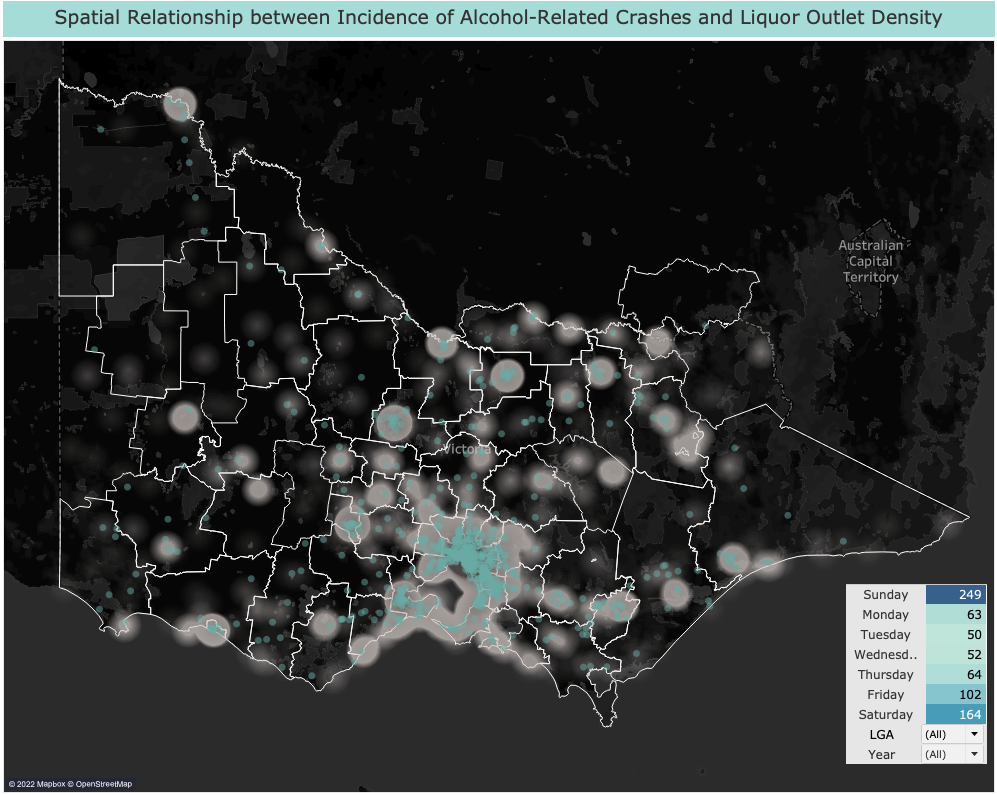 Spatial Relationship between Incidence of Alcohol-Related Crashes and Liquor Outlet Density
Australian
Capital
Territory
Victoria
Sunday 249
Monday 63
Tuesday 50
Wednesd.. 52
Thursday 64
Friday 102
Saturday 164
LGA (All)
Year (All)
© 2022 Mapbox © OpenStreetMap